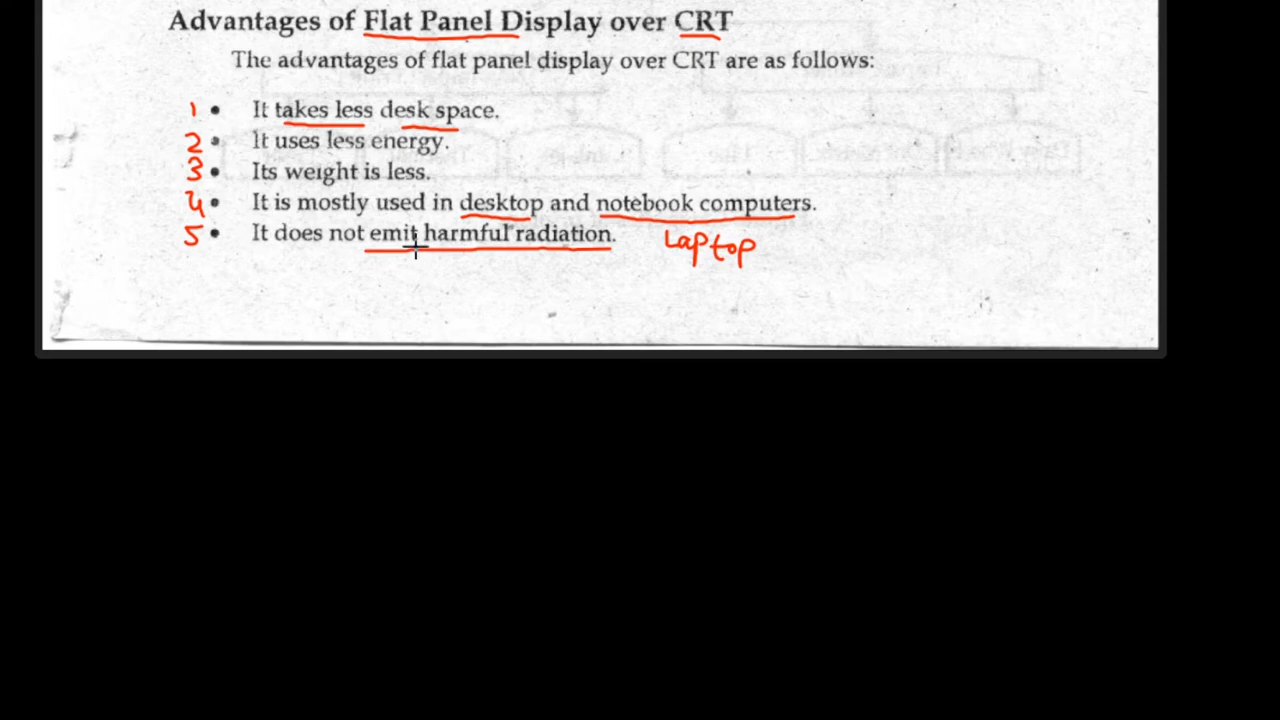 Advantages of Flat Panel Display over CRT
The advantages of flat panel display over CRT are as follows:
1 • It takes less desk space.
2 • It uses less energy.
3 • Its weight is less.
4 • It is mostly used in desktop and notebook computers.
5 • It does not emit harmful radiation. Laptop